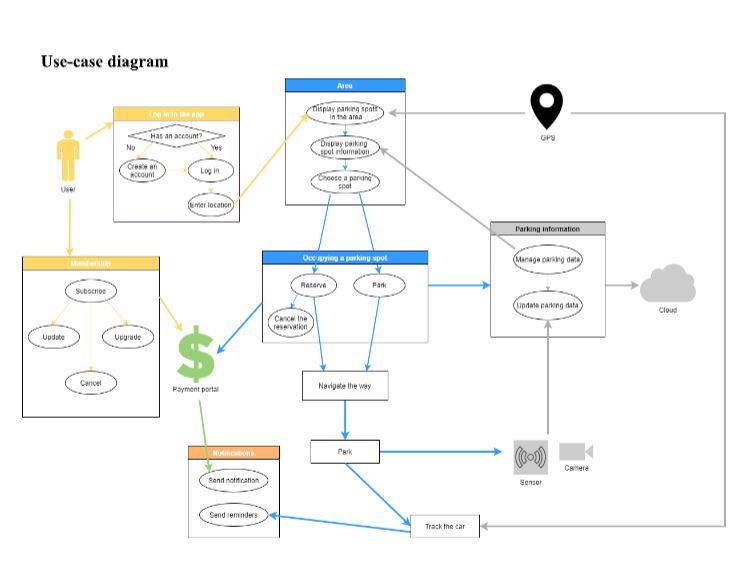 Use-case diagram
Area
Log in to the app
Display parking spots
in the area
Has an account?
No
Yes
Display parking
spot information
GPS
Create an
account
Log in
Choose a parking
spot
User
Enter location
Parking information
Membership
Occupying a parking spot
Manage parking data
Subscribe
Reserve
Park
Update parking data
Cloud
Cancel the
reservation
Update
Upgrade
Cancel
Payment portal
Navigate the way
Notifications
Park
Camera
Send notification
Sensor
Send reminders
Track the car